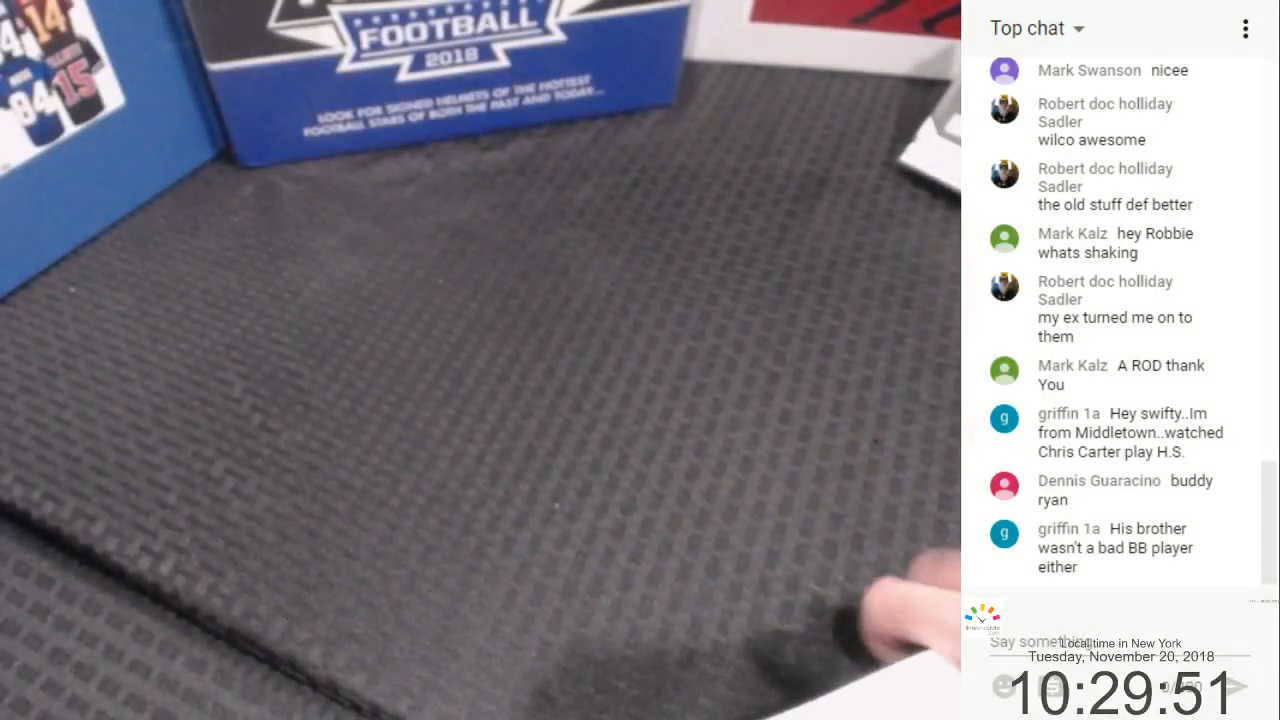 FOOTBALL
2018
LOOK FOR SIGNED HELMETS OF THE HOTTEST
FOOTBALL STARS OF BOTH THE PAST AND TODAY...
14
84
15
Top chat
Mark Swanson nicee
Robert doc holliday
Sadler
wilco awesome
Robert doc holliday
Sadler
the old stuff def better
Mark Kalz hey Robbie
whats shaking
Robert doc holliday
Sadler
my ex turned me on to
them
Mark Kalz A ROD thank
You
griffin 1a Hey swifty..Im
from Middletown..watched
Chris Carter play H.S.
Dennis Guaracino buddy
ryan
griffin 1a His brother
wasn't a bad BB player
either
Say something...
Local time in New York
Tuesday, November 20, 2018
10:29:51